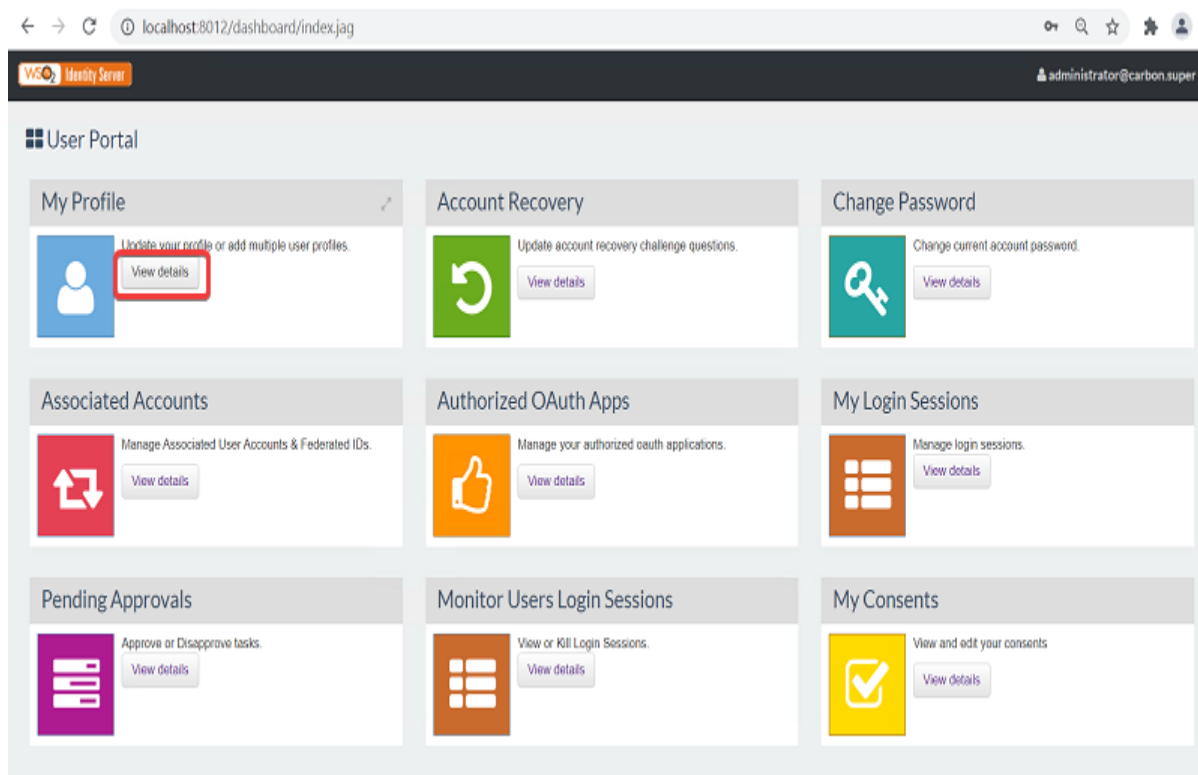 localhost:8012/dashboard/index.jag
WSO2 Identity Server
administrator@carbon.super
User Portal
My Profile
Update your profile or add multiple user profiles.
View details
Account Recovery
Update account recovery challenge questions.
View details
Change Password
Change current account password.
View details
Associated Accounts
Manage Associated User Accounts & Federated IDs.
View details
Authorized OAuth Apps
Manage your authorized oauth applications.
View details
My Login Sessions
Manage login sessions.
View details
Pending Approvals
Approve or Disapprove tasks.
View details
Monitor Users Login Sessions
View or Kill Login Sessions.
View details
My Consents
View and edit your consents
View details